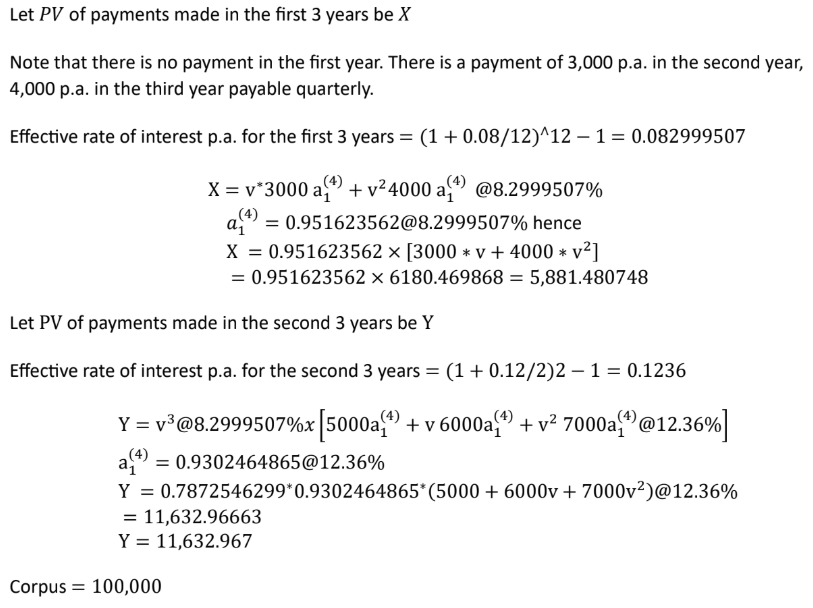 Let PV of payments made in the first 3 years be X
Note that there is no payment in the first year. There is a payment of 3,000 p.a. in the second year,
4,000 p.a. in the third year payable quarterly.
Effective rate of interest p.a. for the first 3 years = (1 + 0.08/12)^12 − 1 = 0.082999507
X = v*3000 a₁⁽⁴⁾ + v²4000 a₁⁽⁴⁾ @8.2999507%
a₁⁽⁴⁾ = 0.951623562@8.2999507% hence
X = 0.951623562 × [3000 ∗ v + 4000 ∗ v²]
= 0.951623562 × 6180.469868 = 5,881.480748
Let PV of payments made in the second 3 years be Y
Effective rate of interest p.a. for the second 3 years = (1 + 0.12/2)2 − 1 = 0.1236
Y = v³@8.2999507%x [5000a₁⁽⁴⁾ + v 6000a₁⁽⁴⁾ + v² 7000a₁⁽⁴⁾@12.36%]
a₁⁽⁴⁾ = 0.9302464865@12.36%
Y = 0.7872546299*0.9302464865*(5000 + 6000v + 7000v²)@12.36%
= 11,632.96663
Y = 11,632.967
Corpus = 100,000